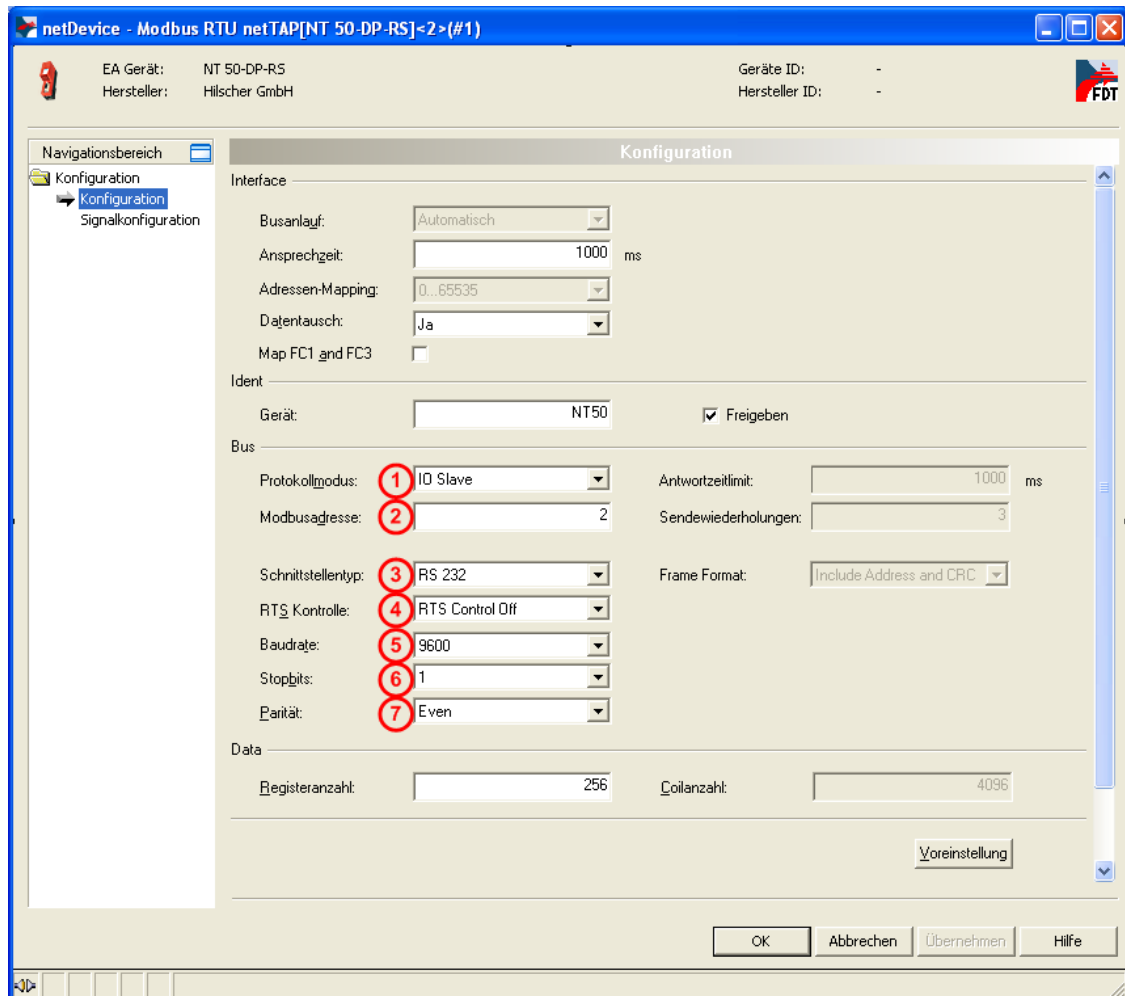 netDevice - Modbus RTU netTAP[NT 50-DP-RS]<2>(#1)
EA Gerät: NT 50-DP-RS Geräte ID: -
Hersteller: Hilscher GmbH Hersteller ID: -
FDT
Navigationsbereich
Konfiguration
Konfiguration
Signalkonfiguration
Konfiguration
Interface
Busanlauf: Automatisch
Ansprechzeit: 1000 ms
Adressen-Mapping: 0...65535
Datentausch: Ja
Map FC1 and FC3
Ident
Gerät: NT50 Freigeben
Bus
Protokollmodus: 1 IO Slave Antwortzeitlimit: 1000 ms
Modbusadresse: 2 2 Sendewiederholungen: 3
Schnittstellentyp: 3 RS 232 Frame Format: Include Address and CRC
RTS Kontrolle: 4 RTS Control Off
Baudrate: 5 9600
Stopbits: 6 1
Parität: 7 Even
Data
Registeranzahl: 256 Coilanzahl: 4096
Voreinstellung
OK Abbrechen Übernehmen Hilfe